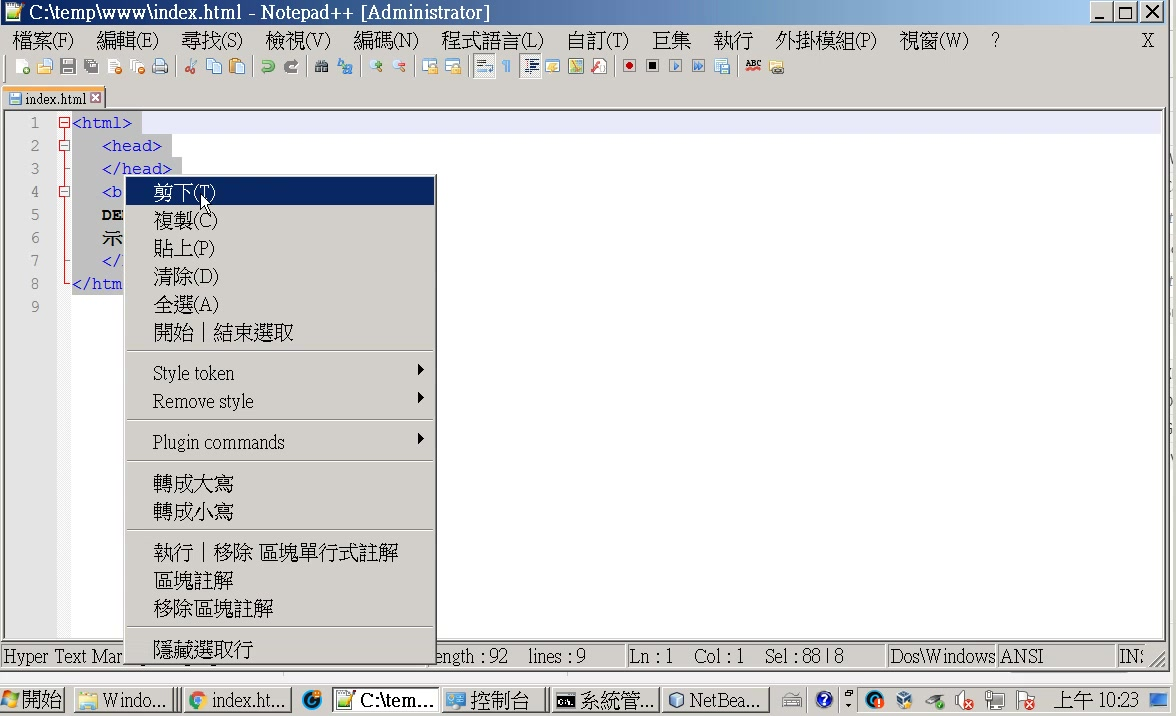 C:\temp\www\index.html - Notepad++ [Administrator]
檔案(F) 編輯(E) 尋找(S) 檢視(V) 編碼(N) 程式語言(L) 自訂(T) 巨集 執行 外掛模組(P) 視窗(W) ? X
ABC
index.html
1 <html>
2 <head>
3 </head>
4 <b
5 DE
6 示
7 </
8 </htm
9
剪下(T)
複製(C)
貼上(P)
清除(D)
全選(A)
開始｜結束選取
Style token
Remove style
Plugin commands
轉成大寫
轉成小寫
執行｜移除 區塊單行式註解
區塊註解
移除區塊註解
隱藏選取行
Hyper Text Mar ength : 92 lines : 9 Ln : 1 Col : 1 Sel : 88 | 8 Dos\Windows ANSI INS
開始 Windo... index.ht... C:\tem... 控制台 系統管... NetBea... 上午 10:23